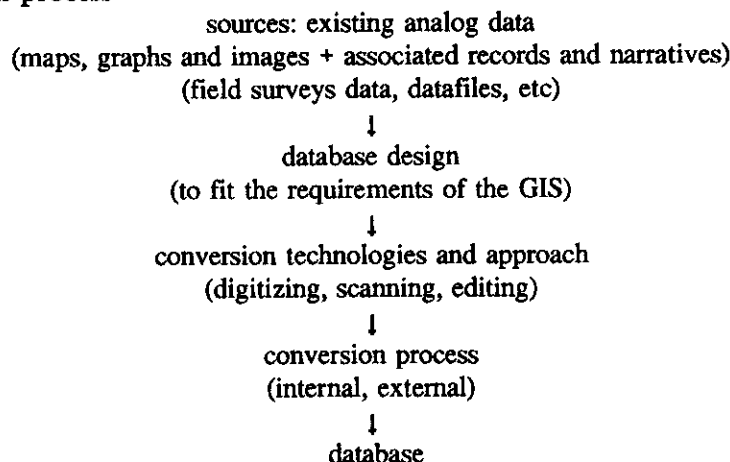 process
sources: existing analog data
(maps, graphs and images + associated records and narratives)
(field surveys data, datafiles, etc)
↓
database design
(to fit the requirements of the GIS)
↓
conversion technologies and approach
(digitizing, scanning, editing)
↓
conversion process
(internal, external)
↓
database